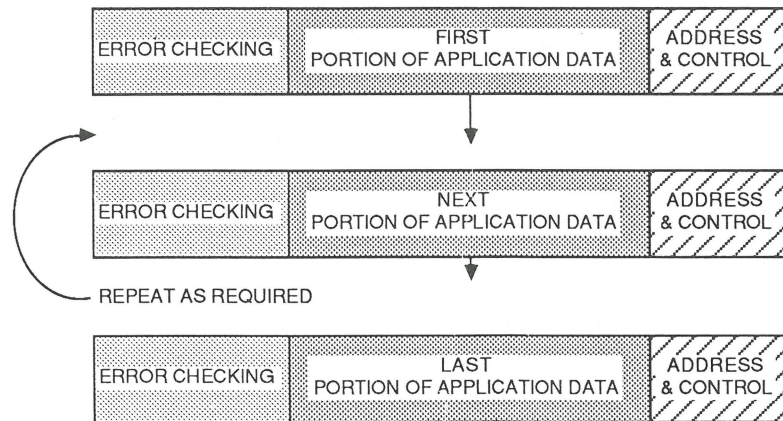 ERROR CHECKING
FIRST
PORTION OF APPLICATION DATA
ADDRESS
& CONTROL
ERROR CHECKING
NEXT
PORTION OF APPLICATION DATA
ADDRESS
& CONTROL
REPEAT AS REQUIRED
ERROR CHECKING
LAST
PORTION OF APPLICATION DATA
ADDRESS
& CONTROL